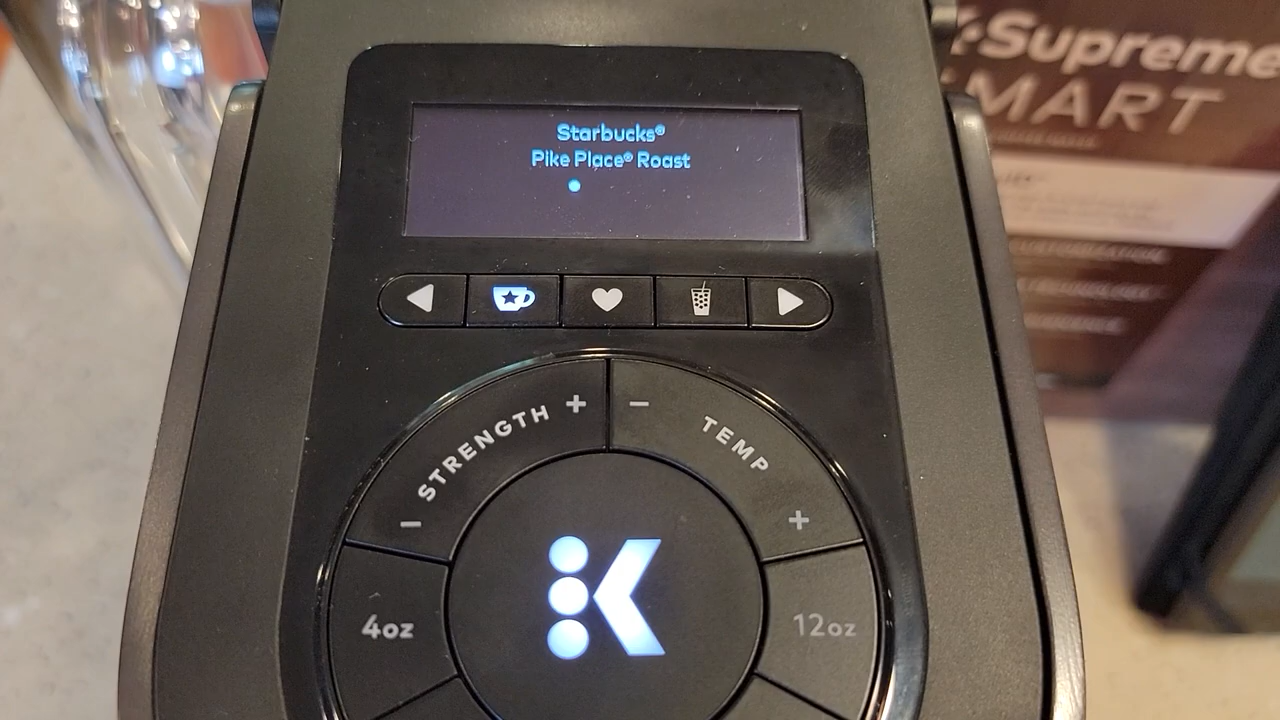 Starbucks®
Pike Place® Roast
STRENGTH
TEMP
4oz
12oz
Supreme
MART